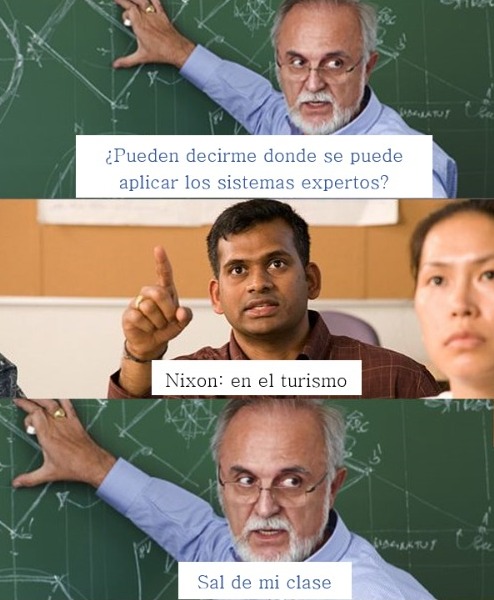 ¿Pueden decirme donde se puede
aplicar los sistemas expertos?
Nixon: en el turismo
Sal de mi clase